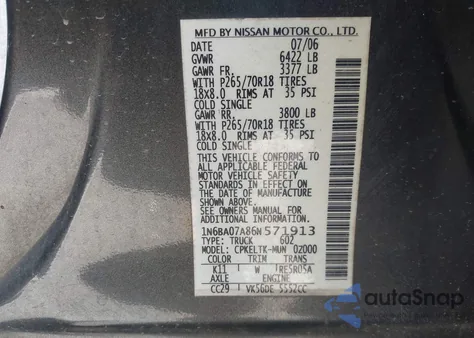 MFD BY NISSAN MOTOR CO., LTD.
DATE 07/06
GVWR 6422 LB
GAWR FR. 3377 LB
WITH P265/70R18 TIRES
18X8.0 RIMS AT 35 PSI
COLD SINGLE
GAWR RR. 3800 LB
WITH P265/70R18 TIRES
18X8.0 RIMS AT 35 PSI
COLD SINGLE
THIS VEHICLE CONFORMS TO
ALL APPLICABLE FEDERAL
MOTOR VEHICLE SAFETY
STANDARDS IN EFFECT ON
THE DATE OF MANUFACTURE
SHOWN ABOVE.
SEE OWNERS MANUAL FOR
ADDITIONAL INFORMATION.
1N6BA07A86N571913
TYPE: TRUCK 602
MODEL: CPKELTK-MUN 02000
COLOR TRIM TRANS
K11 W RE5R05A
AXLE ENGINE
CC29 VK56DE 5552CC
autoSnap